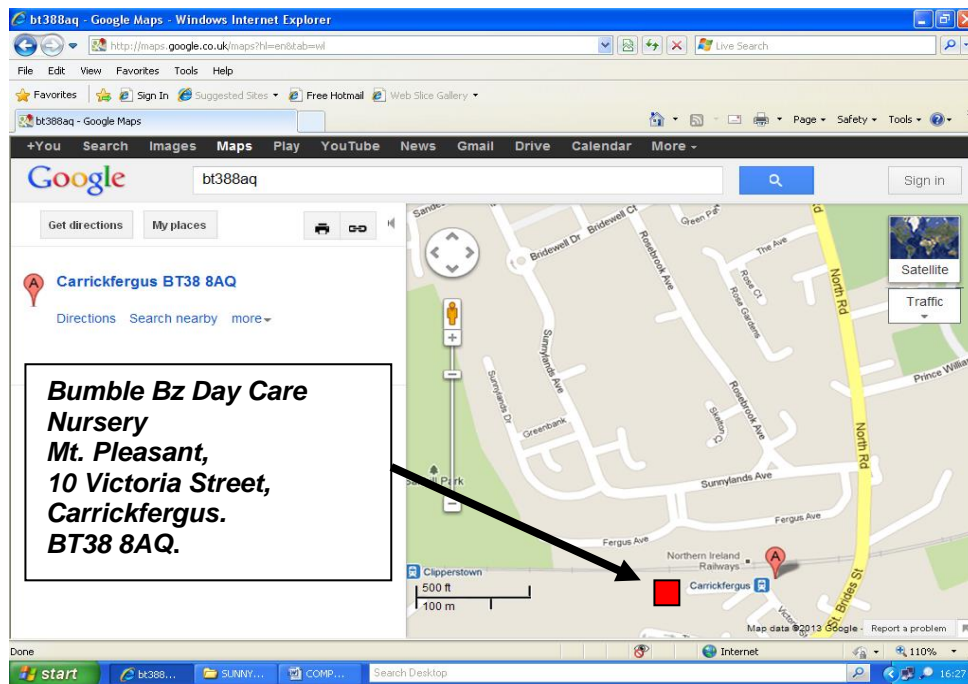 bt388aq - Google Maps - Windows Internet Explorer
http://maps.google.co.uk/maps?hl=en&tab=wl
Live Search
File Edit View Favorites Tools Help
Favorites Sign In Suggested Sites Free Hotmail Web Slice Gallery
bt388aq - Google Maps
Page Safety Tools
+You Search Images Maps Play YouTube News Gmail Drive Calendar More
Google bt388aq Sign in
Get directions My places
A Carrickfergus BT38 8AQ
Directions Search nearby more
Bumble Bz Day Care
Nursery
Mt. Pleasant,
10 Victoria Street,
Carrickfergus.
BT38 8AQ.
Bridewell Dr
Bridewell Ct
Green
The Ave
Rosebrook Ave
Rose Ct
Rose Gardens
North Rd
Satellite
Traffic
Prince
Sunnylands Ave
Sunnylands Dr
Greenbank
Skelton Ct
Rosebrook Ave
North Rd
Park
Sunnylands Ave
Fergus Ave
Fergus Ave
Northern Ireland
Railways
A
Clipperstown
Carrickfergus
St Brides St
500 ft
100 m
Map data ©2013 Google - Report a problem
Done Internet 110%
start bt388... SUNNY... COMP... Search Desktop 16:27